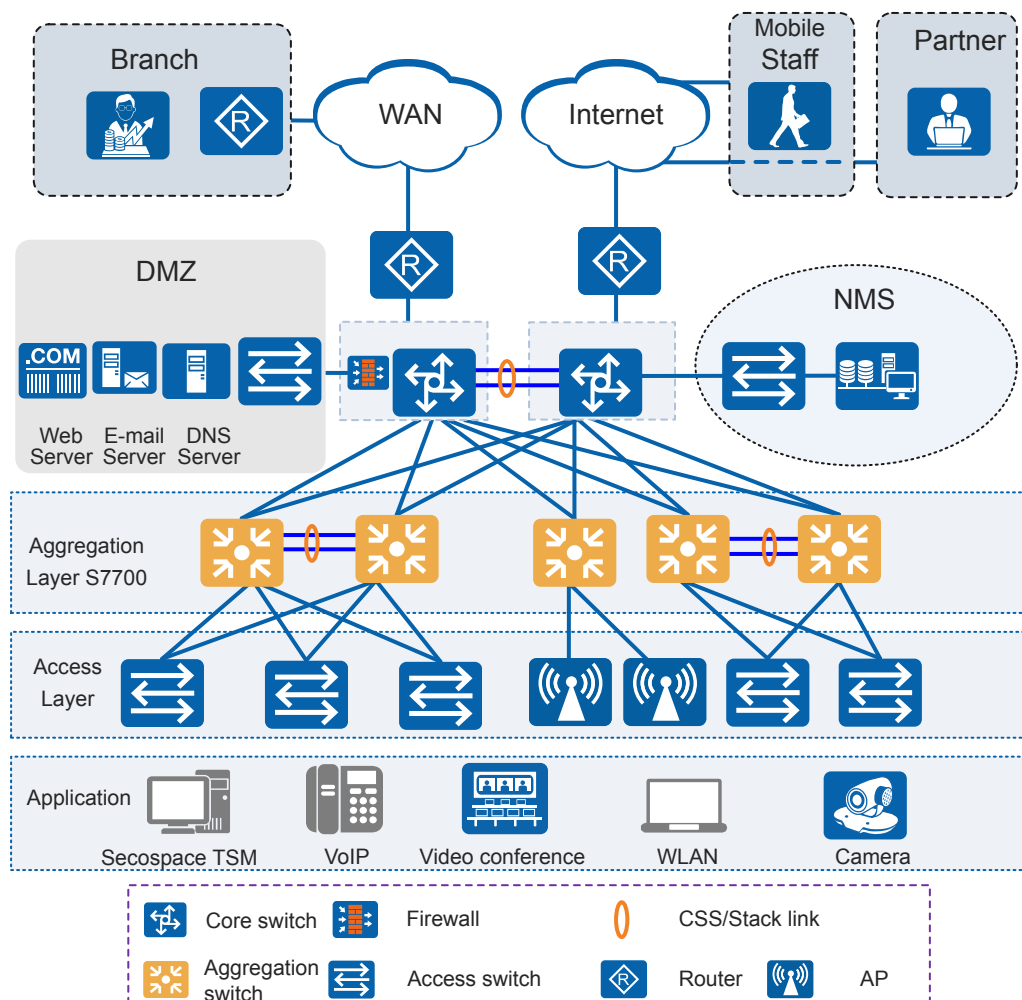 Branch
WAN
Internet
Mobile
Staff
Partner
R
R
R
DMZ
NMS
.COM
Web
Server
E-mail
Server
DNS
Server
Aggregation
Layer S7700
Access
Layer
Application
Secospace TSM
VoIP
Video conference
WLAN
Camera
Core switch
Firewall
CSS/Stack link
Aggregation
switch
Access switch
R
Router
AP